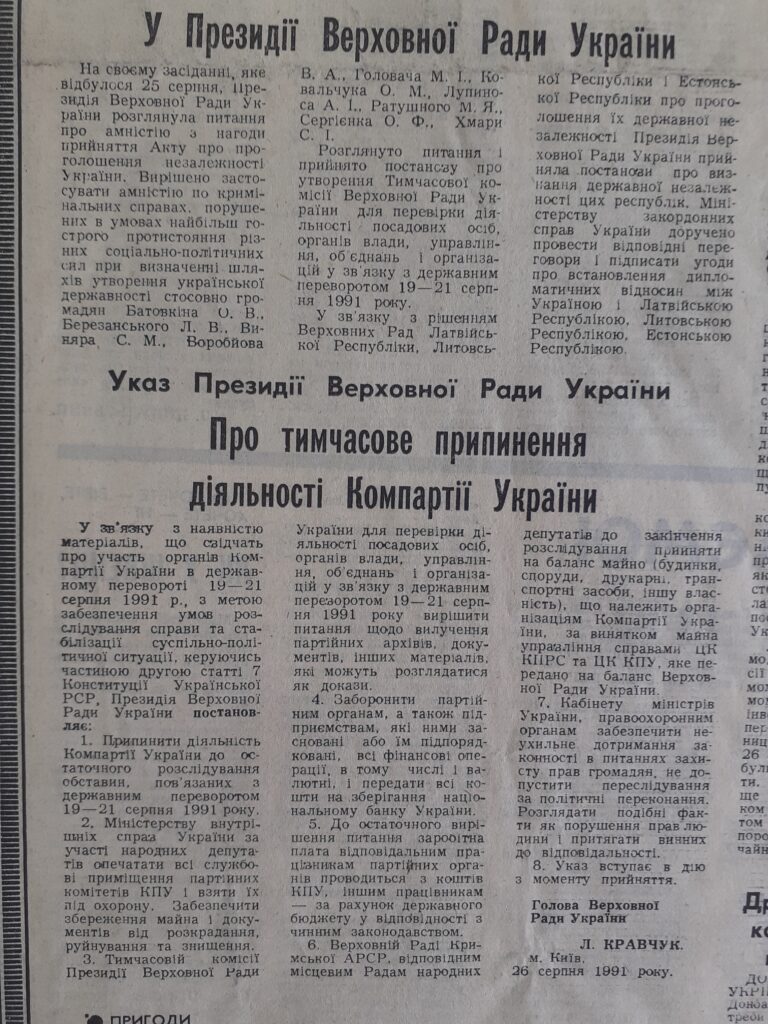 У Президії Верховної Ради України
На своєму засіданні, яке
відбулося 25 серпня, Пре-
зидія Верховної Ради Ук-
раїни розглянула питання
про амністію з нагоди
прийняття Акту про про-
голошення незалежності
України. Вирішено засто-
сувати амністію по кримі-
нальних справах, поруше-
них в умовах найбільш го-
строго протистояння різ-
них соціально-політичних
сил при визначенні шля-
хів утворення української
державності стосовно гро-
мадян Батовкіна О. В.,
Березанського Л. В., Ви-
няра С. М., Воробйова
В. А., Головача М. І., Ко-
вальчука О. М., Лупино-
са А. І., Ратушного М. Я.,
Сергієнка О. Ф., Хмари
С. І.
Розглянуто питання і
прийнято постанову про
утворення Тимчасової ко-
місії Верховної Ради Ук-
раїни для перевірки дія-
льності посадових осіб,
органів влади, управлін-
ня, об'єднань і організа-
цій у зв'язку з державним
переворотом 19—21 серп-
ня 1991 року.
У зв'язку з рішенням
Верховних Рад Латвійсь-
кої Республіки, Литовсь-
кої Республіки і Естонсь-
кої Республіки про прого-
лошення їх державної не-
залежності Президія Вер-
ховної Ради України прий-
няла постанови про виз-
нання державної незалеж-
ності цих республік. Міні-
стерству закордонних
справ України доручено
провести відповідні пере-
говори і підписати угоди
про встановлення дипло-
матичних відносин між
Україною і Латвійською
Республікою, Литовською
Республікою, Естонською
Республікою.
Указ Президії Верховної Ради України
Про тимчасове припинення
діяльності Компартії України
У зв'язку з наявністю
матеріалів, що свідчать
про участь органів Ком-
партії України в держав-
ному перевороті 19—21
серпня 1991 р., з метою
забезпечення умов роз-
слідування справи та ста-
білізації суспільно-полі-
тичної ситуації, керуючись
частиною другою статті 7
Конституції Української
РСР, Президія Верховної
Ради України постанов-
ляє:
1. Припинити діяльність
Компартії України до ос-
таточного розслідування
обставин, пов'язаних з
державним переворотом
19—21 серпня 1991 року.
2. Міністерству внутрі-
шніх справ України за
участі народних депута-
тів опечатати всі службо-
ві приміщення партійних
комітетів КПУ і взяти їх
під охорону. Забезпечити
збереження майна і доку-
ментів від розкрадання,
руйнування та знищення.
3. Тимчасовій комісії
Президії Верховної Ради
України для перевірки ді-
яльності посадових осіб,
органів влади, управлін-
ня, об'єднань і організа-
цій у зв'язку з державним
переворотом 19—21 серп-
ня 1991 року вирішити
питання щодо вилучення
партійних архівів, доку-
ментів, інших матеріалів,
які можуть розглядатися
як докази.
4. Заборонити партій-
ним органам, а також під-
приємствам, які ними за-
сновані або їм підпоряд-
ковані, всі фінансові опе-
рації, в тому числі і ва-
лютні, і передати всі ко-
шти на зберігання націо-
нальному банку України.
5. До остаточного вирі-
шення питання заробітна
плата відповідальним пра-
цівникам партійних орга-
нів проводиться з коштів
КПУ, іншим працівникам
— за рахунок державного
бюджету у відповідності з
чинним законодавством.
6. Верховній Раді Кри-
мської АРСР, відповідним
місцевим Радам народних
депутатів до закінчення
розслідування прийняти
на баланс майно (будинки,
споруди, друкарні, тран-
спортні засоби, іншу влас-
ність), що належить орга-
нізаціям Компартії Укра-
їни, за винятком майна
управління справами ЦК
КПРС та ЦК КПУ, яке пе-
редано на баланс Верхов-
ної Ради України.
7. Кабінету міністрів
України, правоохоронним
органам забезпечити не-
ухильне дотримання за-
конності в питаннях захи-
сту прав громадян, не до-
пустити переслідування
за політичні переконання.
Розглядати подібні фак-
ти як порушення прав лю-
дини і притягати винних
до відповідальності.
8. Указ вступає в дію
з моменту прийняття.
Голова Верховної
Ради України
Л. КРАВЧУК.
м. Київ.
26 серпня 1991 року.
ПРИГОДИ